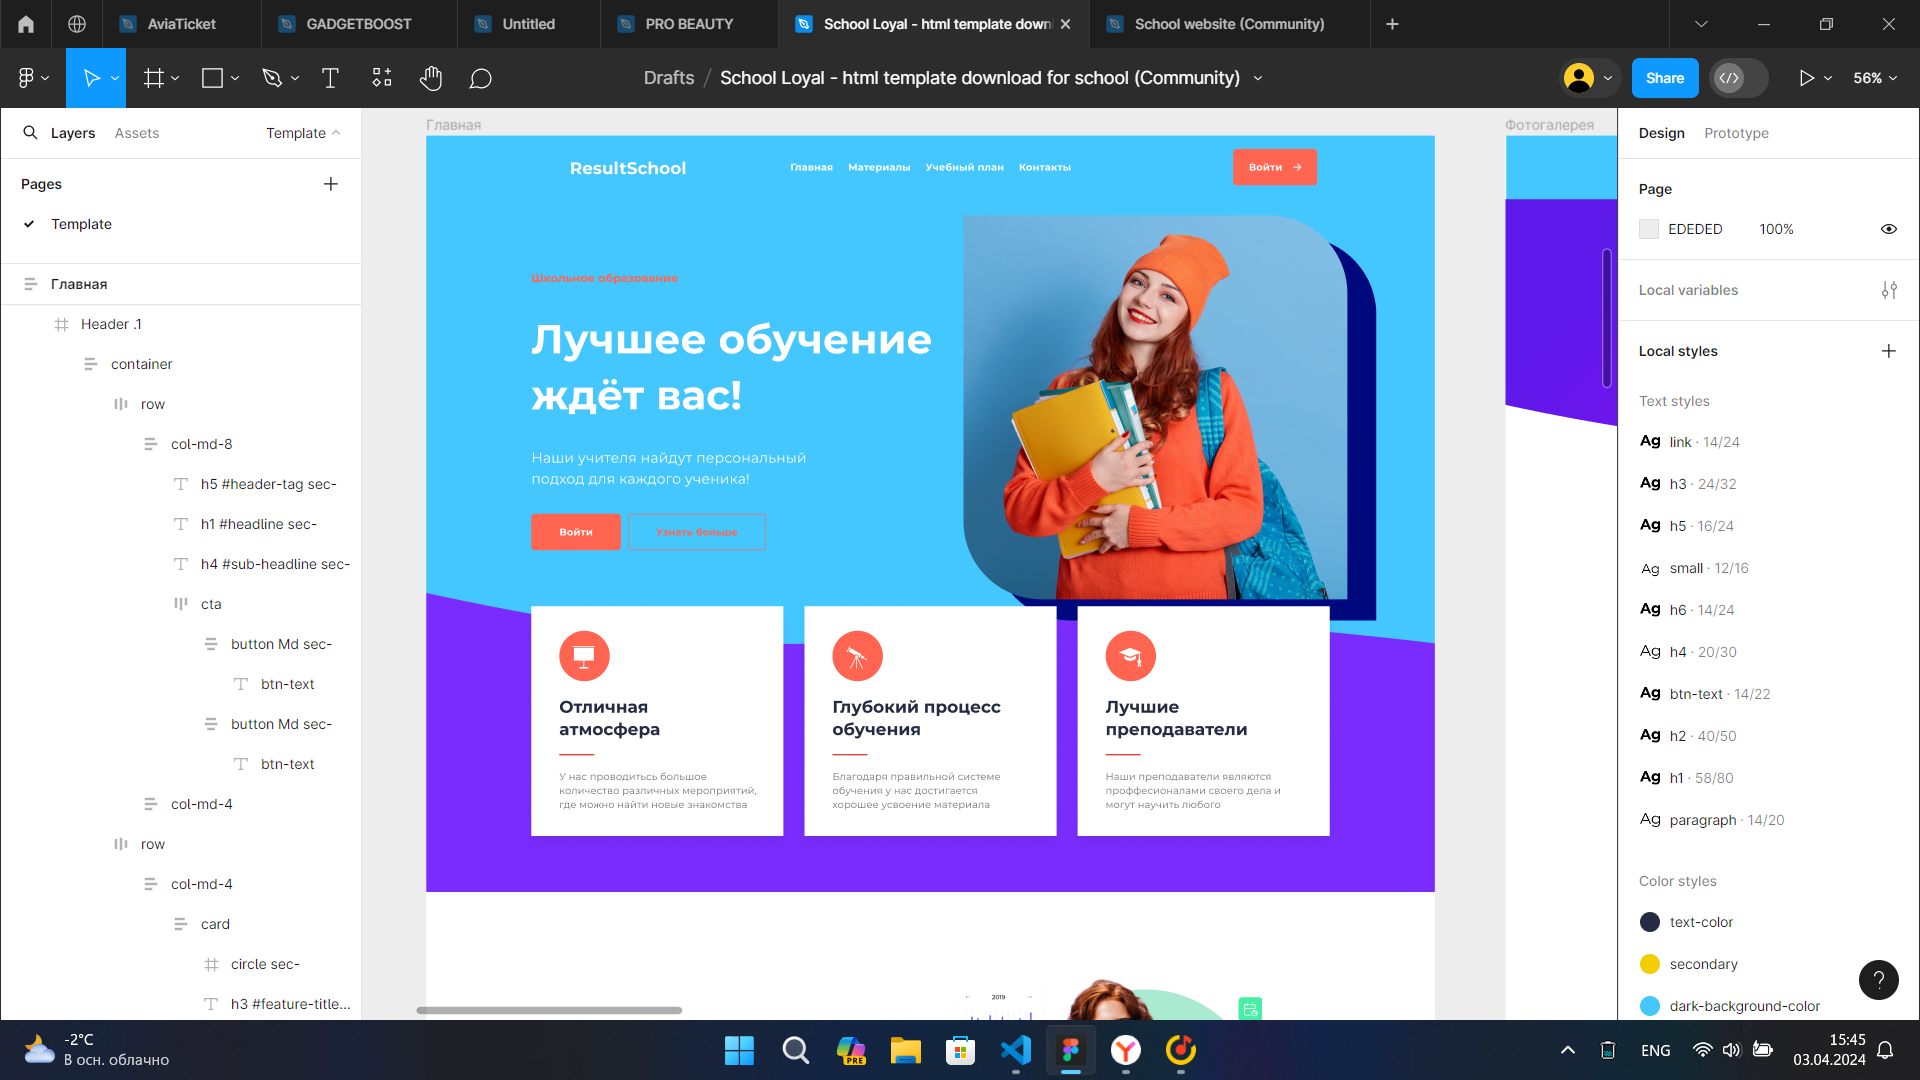 AviaTicket
GADGETBOOST
Untitled
PRO BEAUTY
School Loyal - html template down
School website (Community)
Drafts / School Loyal - html template download for school (Community)
Share
56%
Layers
Assets
Template
Pages
Template
Главная
Header .1
container
row
col-md-8
h5 #header-tag sec-
h1 #headline sec-
h4 #sub-headline sec-
cta
button Md sec-
btn-text
button Md sec-
btn-text
col-md-4
row
col-md-4
card
circle sec-
h3 #feature-title...
Главная
ResultSchool
Главная
Материалы
Учебный план
Контакты
Войти
Школьное образование
Лучшее обучение
ждёт вас!
Наши учителя найдут персональный
подход для каждого ученика!
Войти
Узнать больше
Отличная
атмосфера
У нас проводитьсь большое
количество различных мероприятий,
где можно найти новые знакомства
Глубокий процесс
обучения
Благодаря правильной системе
обучения у нас достигается
хорошее усвоение материала
Лучшие
преподаватели
Наши преподаватели являются
проффесионалами своего дела и
могут научить любого
2019
Фотогалерея
Design
Prototype
Page
EDEDED
100%
Local variables
Local styles
Text styles
Ag link · 14/24
Ag h3 · 24/32
Ag h5 · 16/24
Ag small · 12/16
Ag h6 · 14/24
Ag h4 · 20/30
Ag btn-text · 14/22
Ag h2 · 40/50
Ag h1 · 58/80
Ag paragraph · 14/20
Color styles
text-color
secondary
dark-background-color
?
-2°C
В осн. облачно
PRE
ENG
15:45
03.04.2024